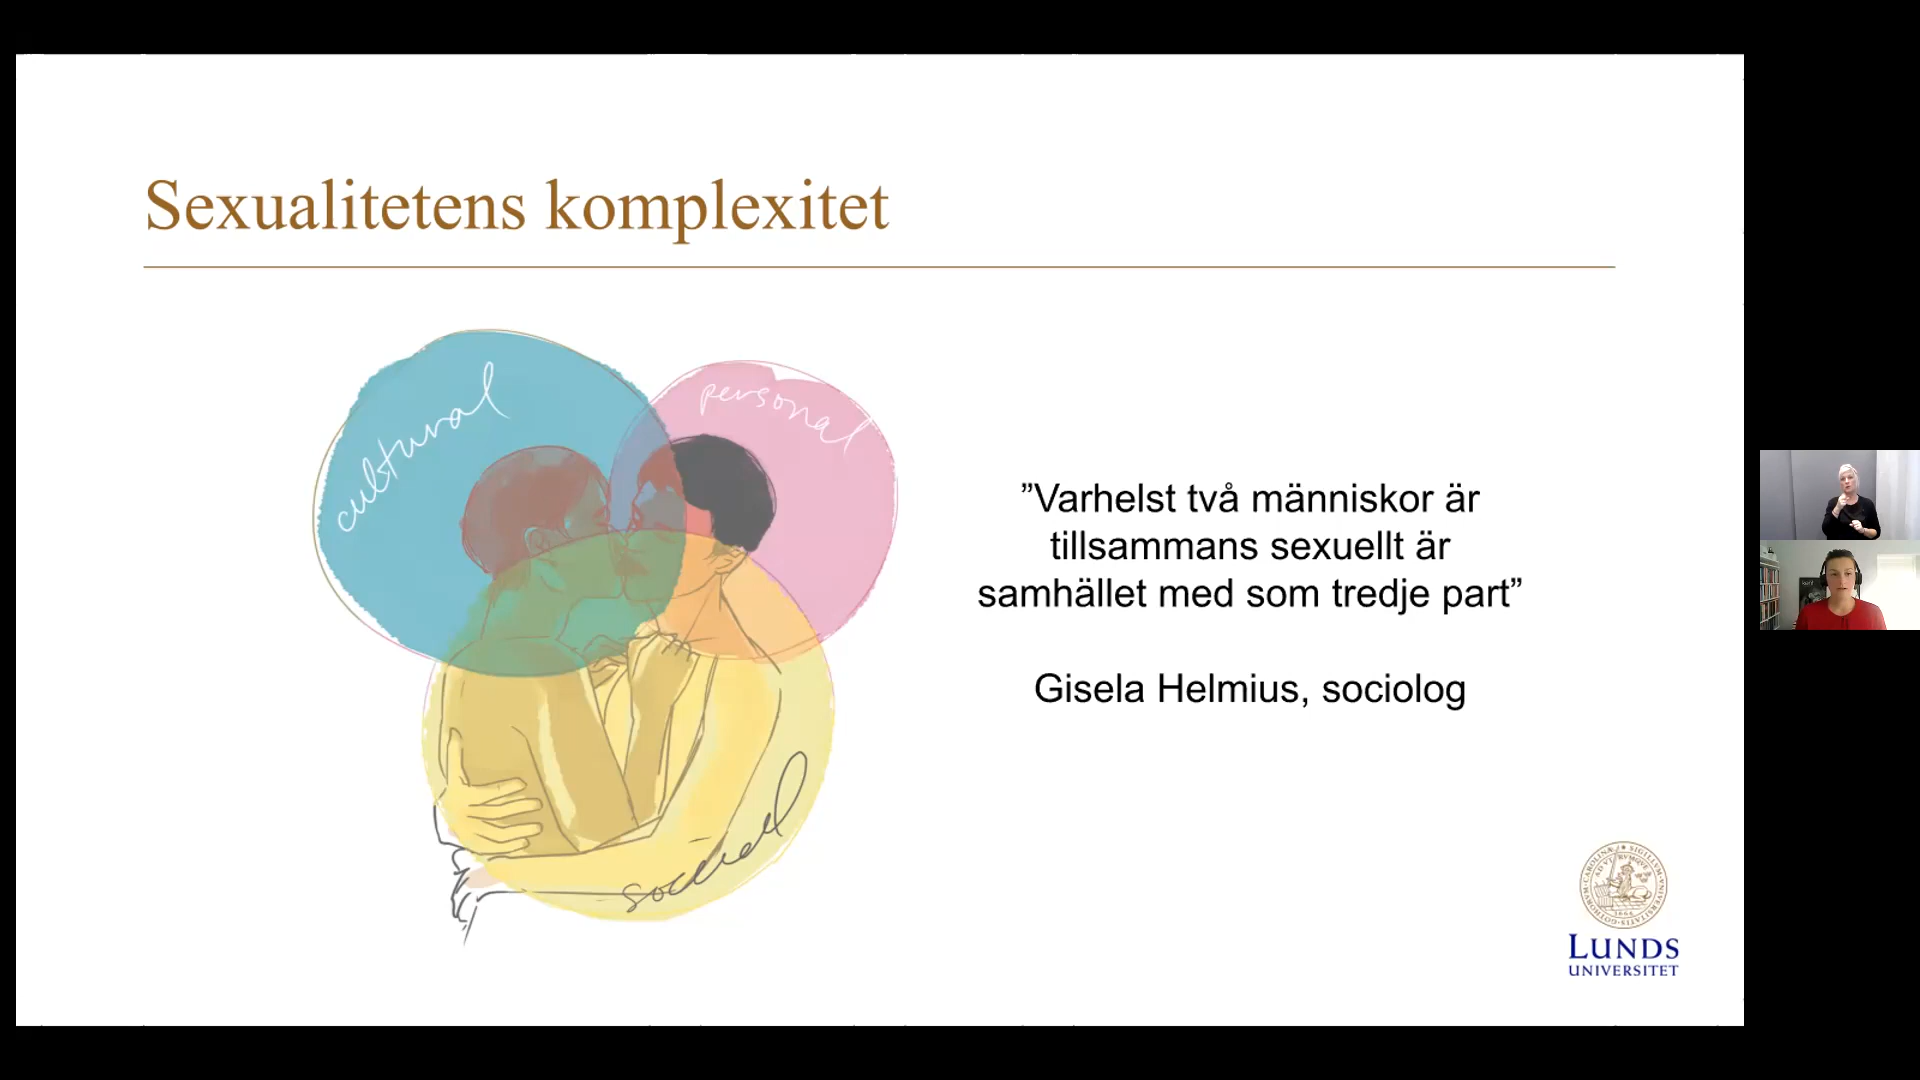 Sexualitetens komplexitet
cultural
personal
”Varhelst två människor är
tillsammans sexuellt är
samhället med som tredje part”
Gisela Helmius, sociolog
social
LUNDS
UNIVERSITET